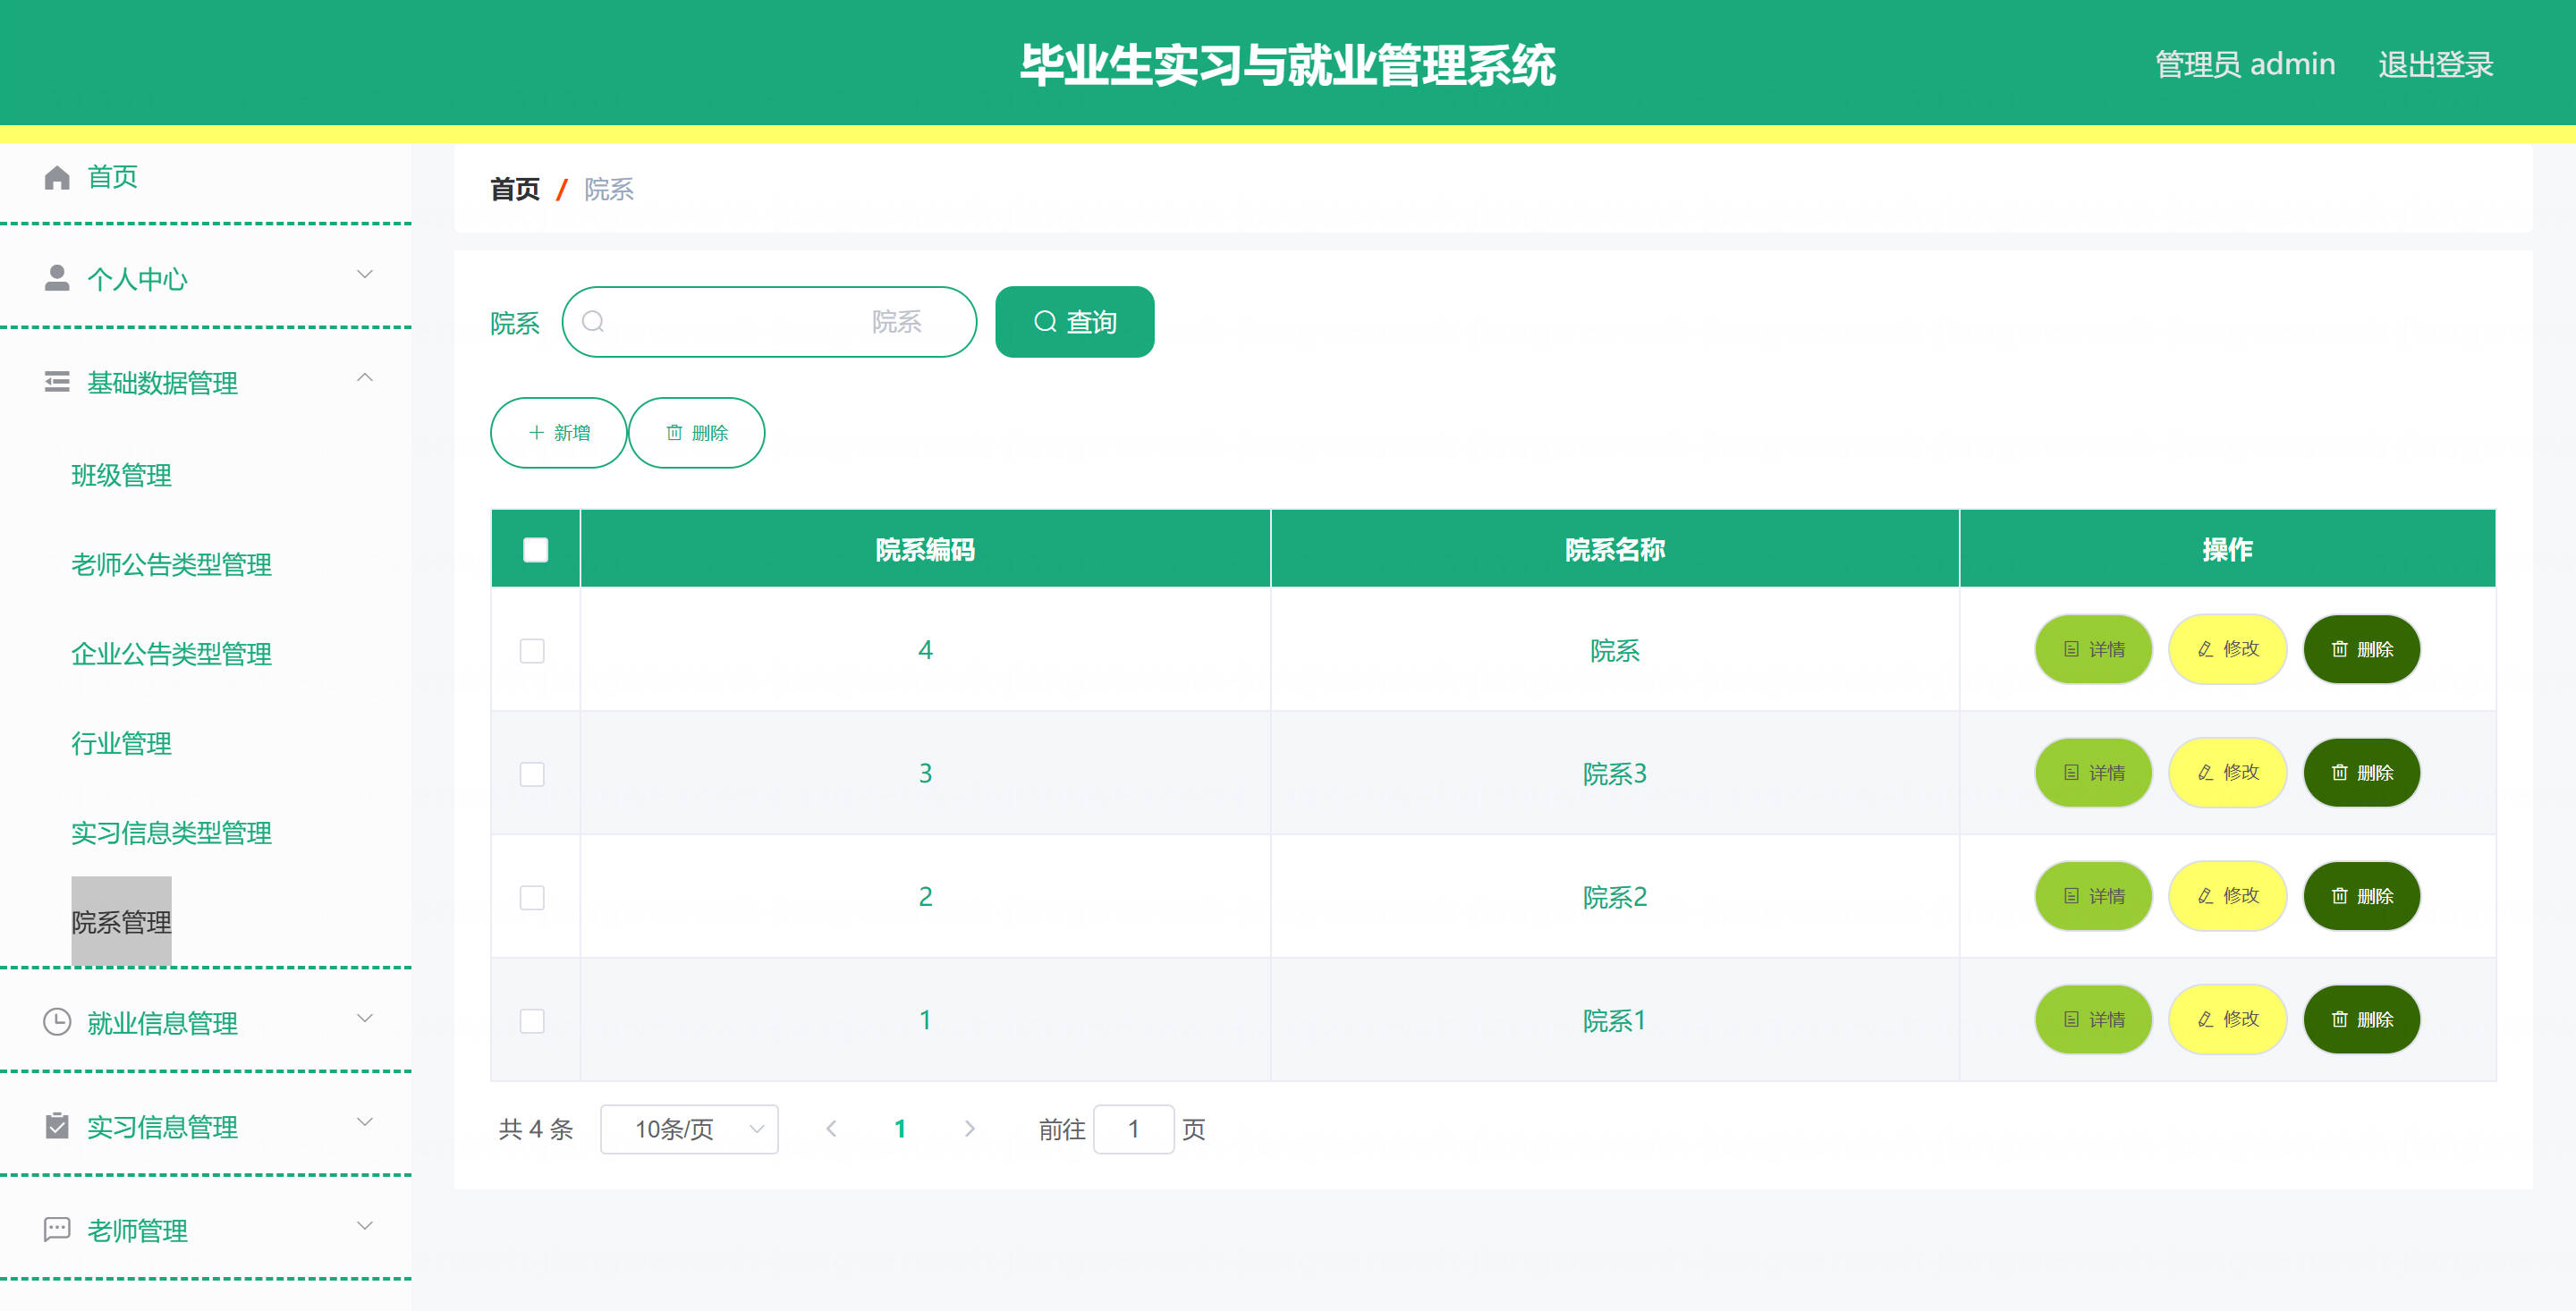 毕业生实习与就业管理系统
管理员 admin 退出登录
首页
个人中心
基础数据管理
班级管理
老师公告类型管理
企业公告类型管理
行业管理
实习信息类型管理
院系管理
就业信息管理
实习信息管理
老师管理
首页 / 院系
院系 院系 查询
新增 删除
院系编码 院系名称 操作
4 院系 详情 修改 删除
3 院系3 详情 修改 删除
2 院系2 详情 修改 删除
1 院系1 详情 修改 删除
共 4 条 10条/页 1 前往 1 页